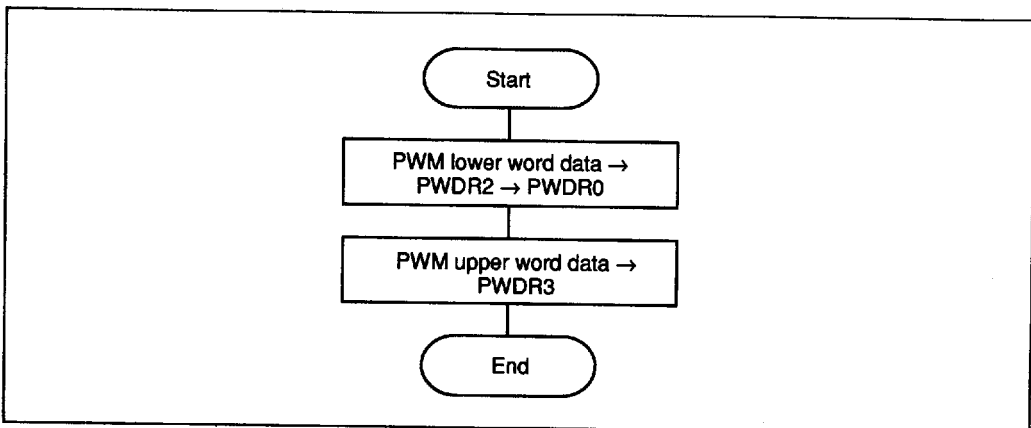 Start
PWM lower word data →
PWDR2 → PWDR0
PWM upper word data →
PWDR3
End